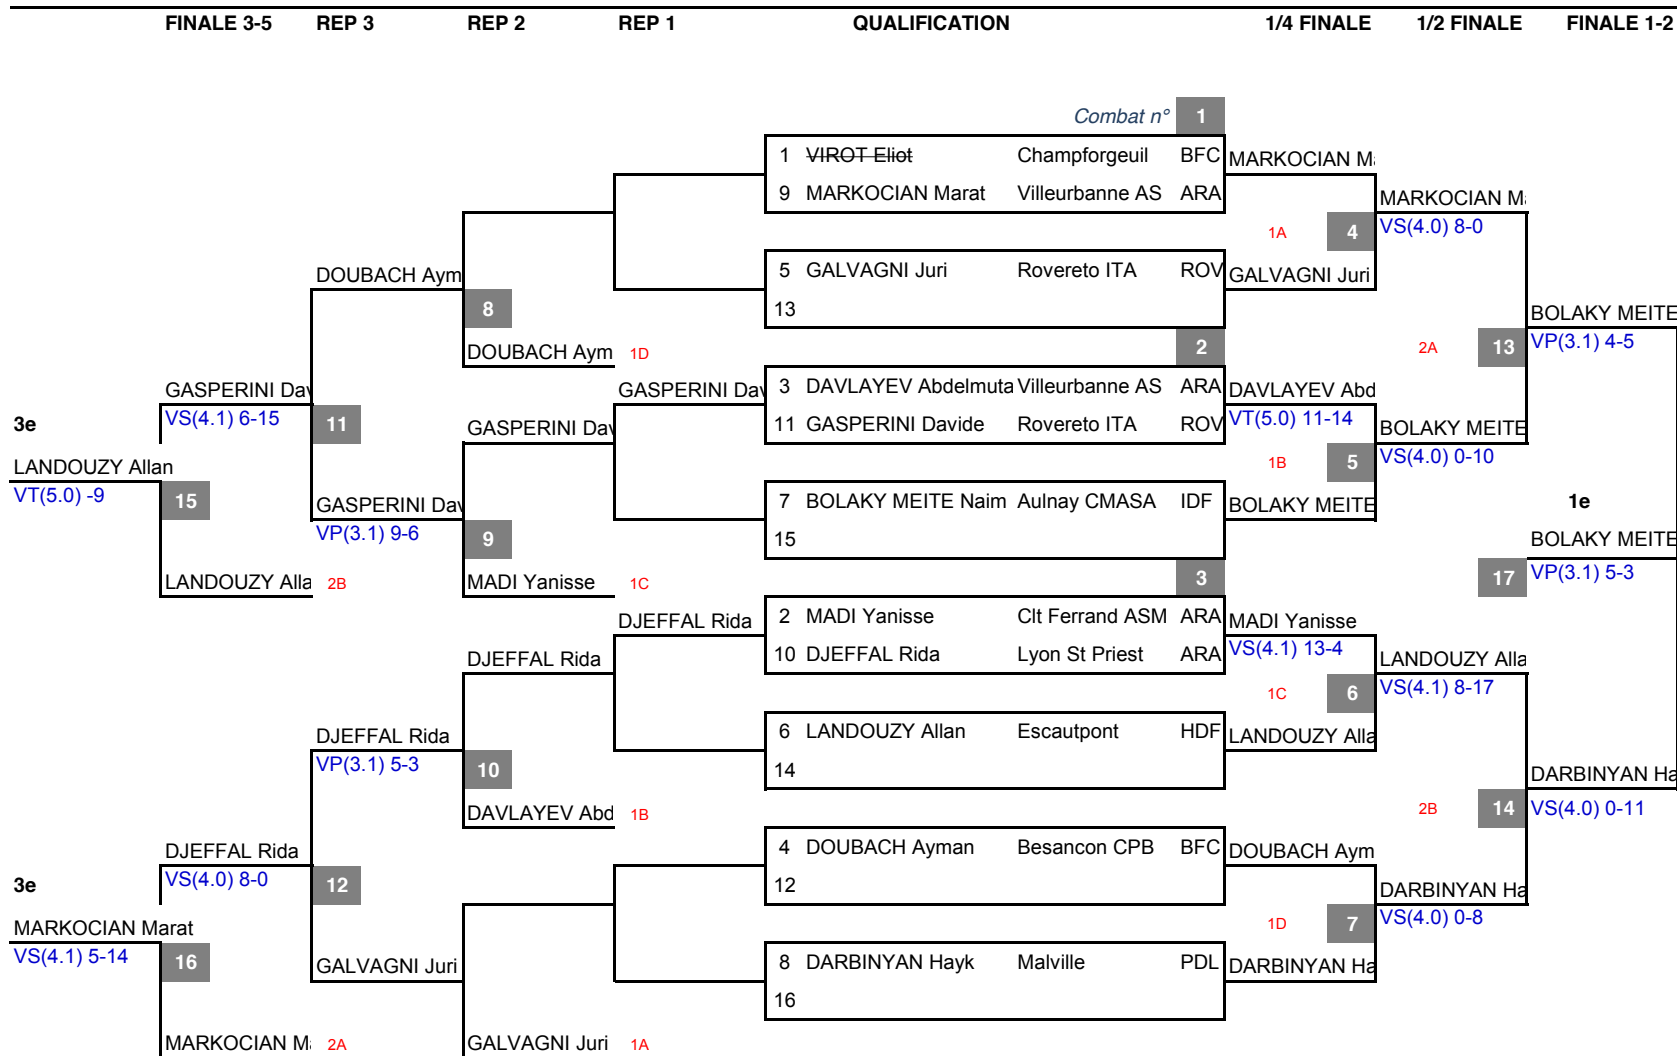 FINALE 3-5 REP 3 REP 2 REP 1 QUALIFICATION 1/4 FINALE 1/2 FINALE FINALE 1-2
Combat n° 1
1 VIROT Eliot Champforgeuil BFC MARKOCIAN Ma
9 MARKOCIAN Marat Villeurbanne AS ARA MARKOCIAN Ma
1A 4 VS(4.0) 8-0
DOUBACH Aym 5 GALVAGNI Juri Rovereto ITA ROV GALVAGNI Juri
8 13 BOLAKY MEITE
DOUBACH Aym 1D 2 2A 13 VP(3.1) 4-5
GASPERINI Dav GASPERINI Dav 3 DAVLAYEV Abdelmuta Villeurbanne AS ARA DAVLAYEV Abd
3e VS(4.1) 6-15 11 GASPERINI Dav 11 GASPERINI Davide Rovereto ITA ROV VT(5.0) 11-14 BOLAKY MEITE
LANDOUZY Allan 1B 5 VS(4.0) 0-10
VT(5.0) -9 15 GASPERINI Dav 7 BOLAKY MEITE Naim Aulnay CMASA IDF BOLAKY MEITE 1e
VP(3.1) 9-6 9 15 BOLAKY MEITE
LANDOUZY Alla 2B MADI Yanisse 1C 3 17 VP(3.1) 5-3
DJEFFAL Rida 2 MADI Yanisse Clt Ferrand ASM ARA MADI Yanisse
DJEFFAL Rida 10 DJEFFAL Rida Lyon St Priest ARA VS(4.1) 13-4 LANDOUZY Alla
1C 6 VS(4.1) 8-17
DJEFFAL Rida 6 LANDOUZY Allan Escautpont HDF LANDOUZY Alla
VP(3.1) 5-3 10 14 DARBINYAN Ha
DAVLAYEV Abd 1B 2B 14 VS(4.0) 0-11
DJEFFAL Rida 4 DOUBACH Ayman Besancon CPB BFC DOUBACH Aym
3e VS(4.0) 8-0 12 12 DARBINYAN Ha
MARKOCIAN Marat 1D 7 VS(4.0) 0-8
VS(4.1) 5-14 16 GALVAGNI Juri 8 DARBINYAN Hayk Malville PDL DARBINYAN Ha
16
MARKOCIAN Ma 2A GALVAGNI Juri 1A